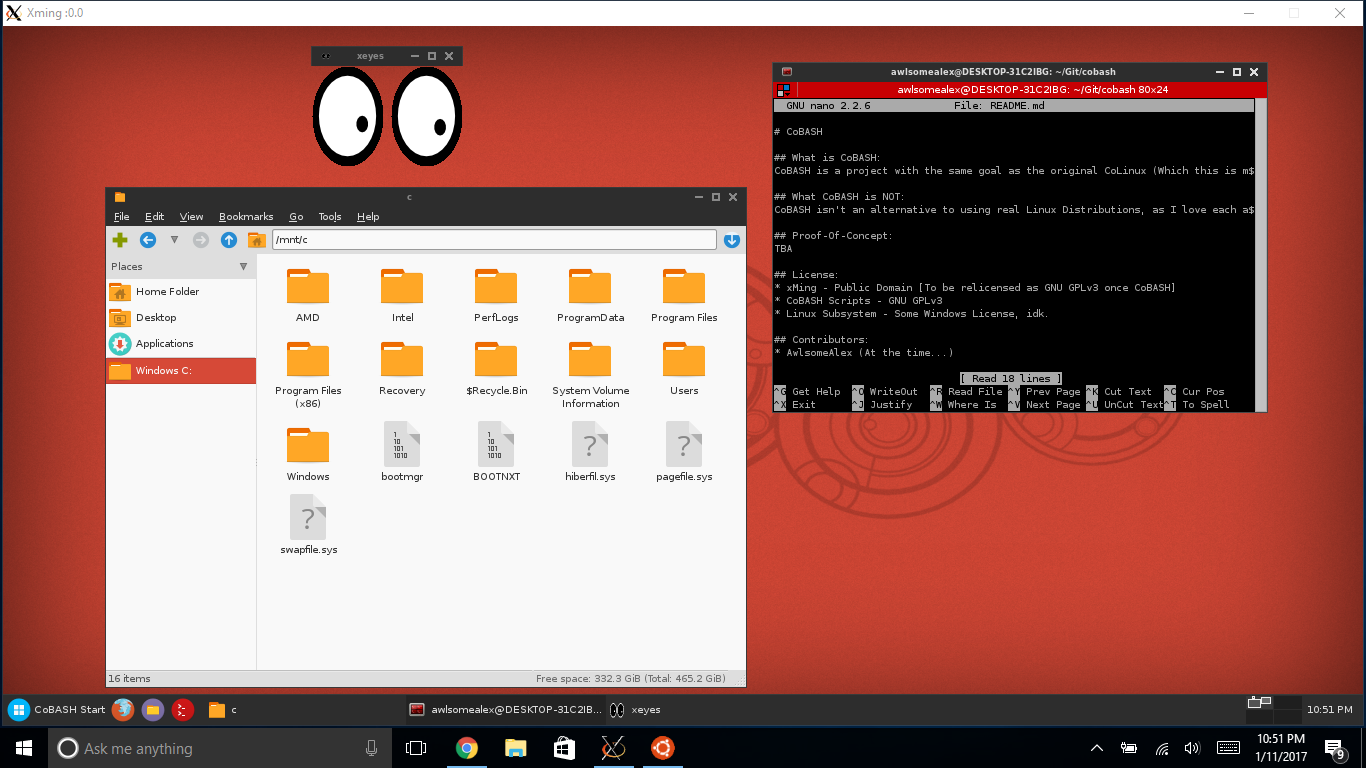 Xming :0.0
xeyes
awlsomealex@DESKTOP-31C2IBG: ~/Git/cobash
awlsomealex@DESKTOP-31C2IBG: ~/Git/cobash 80x24
GNU nano 2.2.6 File: README.md
# CoBASH
## What is CoBASH:
CoBASH is a project with the same goal as the original CoLinux (Which this is m$
## What CoBASH is NOT:
CoBASH isn't an alternative to using real Linux Distributions, as I love each a$
## Proof-Of-Concept:
TBA
## License:
* xMing - Public Domain [To be relicensed as GNU GPLv3 once CoBASH]
* CoBASH Scripts - GNU GPLv3
* Linux Subsystem - Some Windows License, idk.
## Contributors:
* AwlsomeAlex (At the time...)
[ Read 18 lines ]
^G Get Help ^O WriteOut ^R Read File ^Y Prev Page ^K Cut Text ^C Cur Pos
^X Exit ^J Justify ^W Where Is ^V Next Page ^U UnCut Text ^T To Spell
c
File Edit View Bookmarks Go Tools Help
/mnt/c
Places
Home Folder
Desktop
Applications
Windows C:
AMD Intel PerfLogs ProgramData Program Files
Program Files (x86) Recovery $Recycle.Bin System Volume Information Users
Windows bootmgr BOOTNXT hiberfil.sys pagefile.sys
swapfile.sys
16 items Free space: 332.3 GiB (Total: 465.2 GiB)
CoBASH Start c awlsomealex@DESKTOP-31C2IB... xeyes 10:51 PM
Ask me anything
10:51 PM
1/11/2017
9